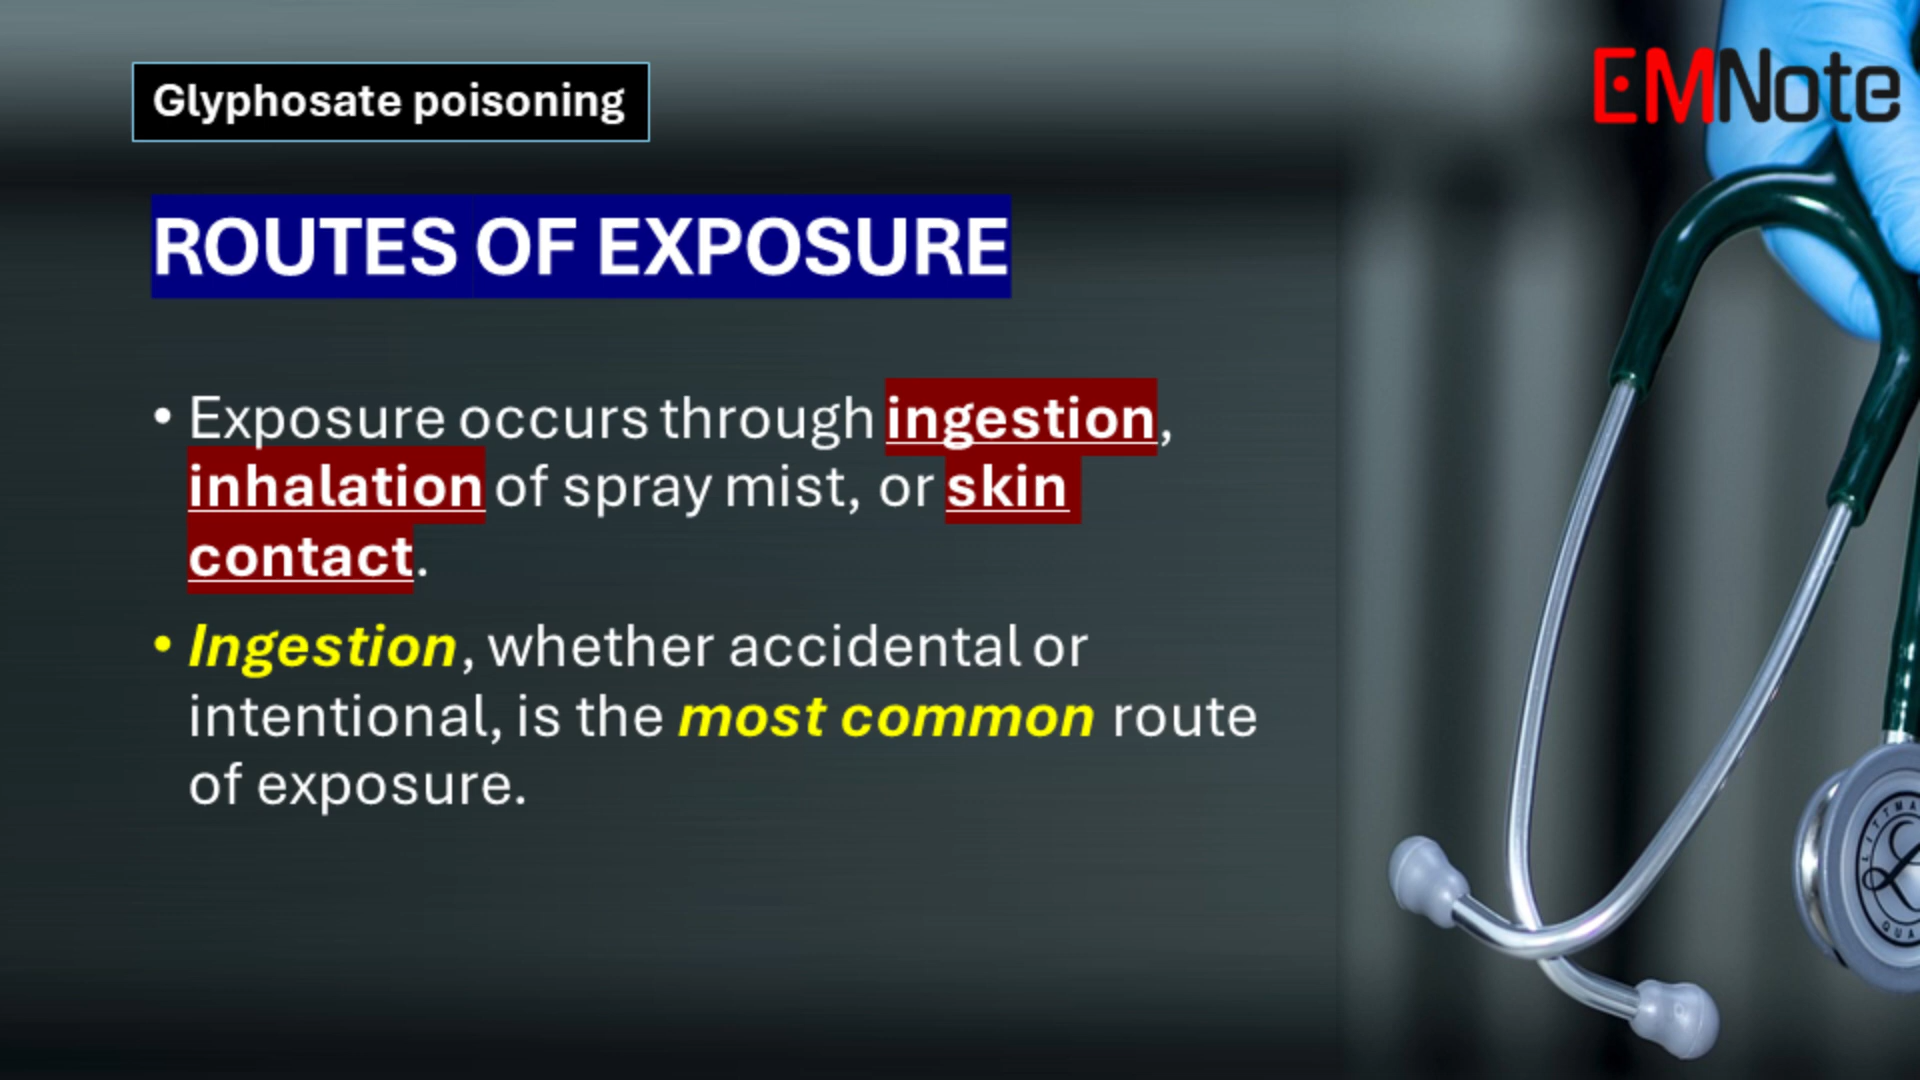 Glyphosate poisoning
EMNote
ROUTES OF EXPOSURE
• Exposure occurs through ingestion,
inhalation of spray mist, or skin
contact.
• Ingestion, whether accidental or
intentional, is the most common route
of exposure.